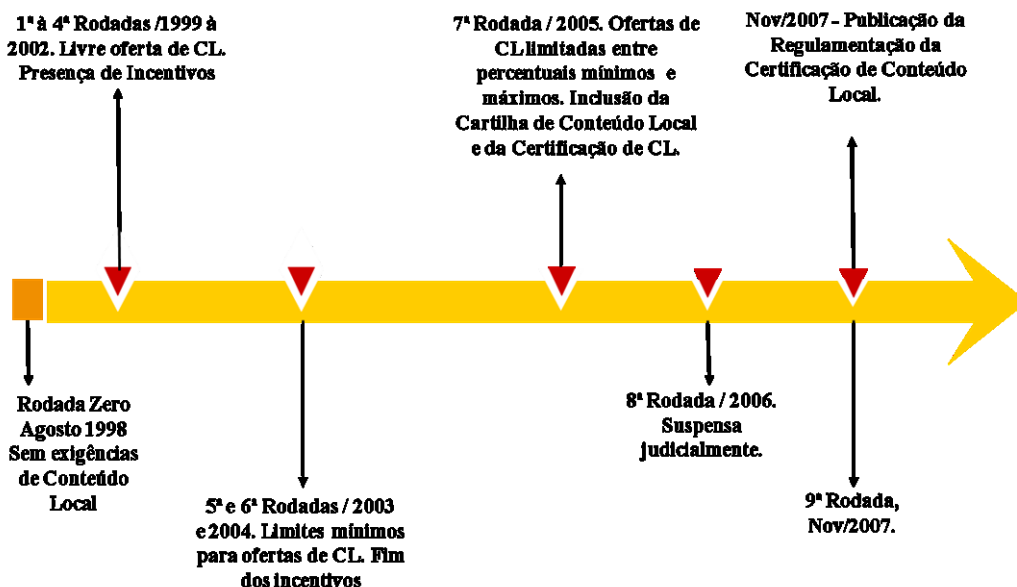 1ª à 4ª Rodadas /1999 à
2002. Livre oferta de CL.
Presença de Incentivos
7ª Rodada / 2005. Ofertas de
CL limitadas entre
percentuais mínimos e
máximos. Inclusão da
Cartilha de Conteúdo Local
e da Certificação de CL.
Nov/2007 - Publicação da
Regulamentação da
Certificação de Conteúdo
Local.
Rodada Zero
Agosto 1998
Sem exigências
de Conteúdo
Local
5ª e 6ª Rodadas / 2003
e 2004. Limites mínimos
para ofertas de CL. Fim
dos incentivos
8ª Rodada / 2006.
Suspensa
judicialmente.
9ª Rodada,
Nov/2007.